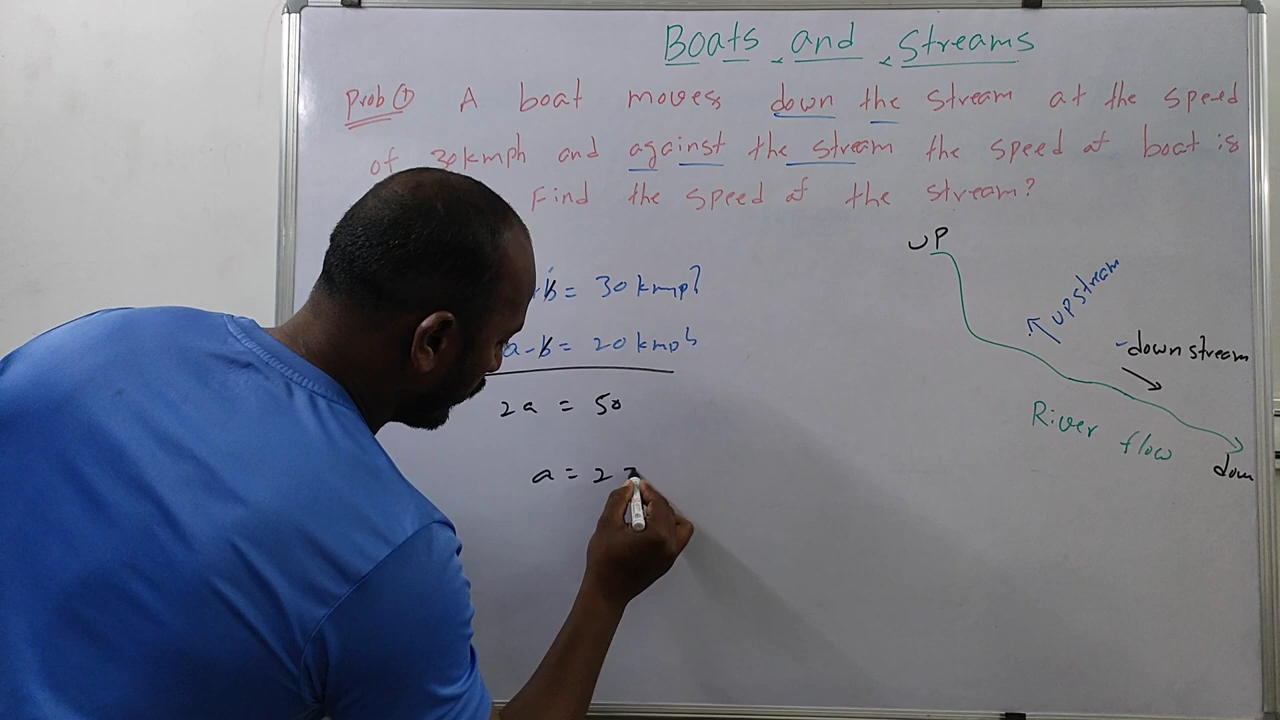 Boats and Streams
Prob 1 A boat moves down the stream at the speed
of 30kmph and against the stream the speed of boat is
Find the speed of the stream?
UP
+b = 30 kmph
upstream
a-b = 20 kmph
downstream
2a = 50
River flow
down
a = 2